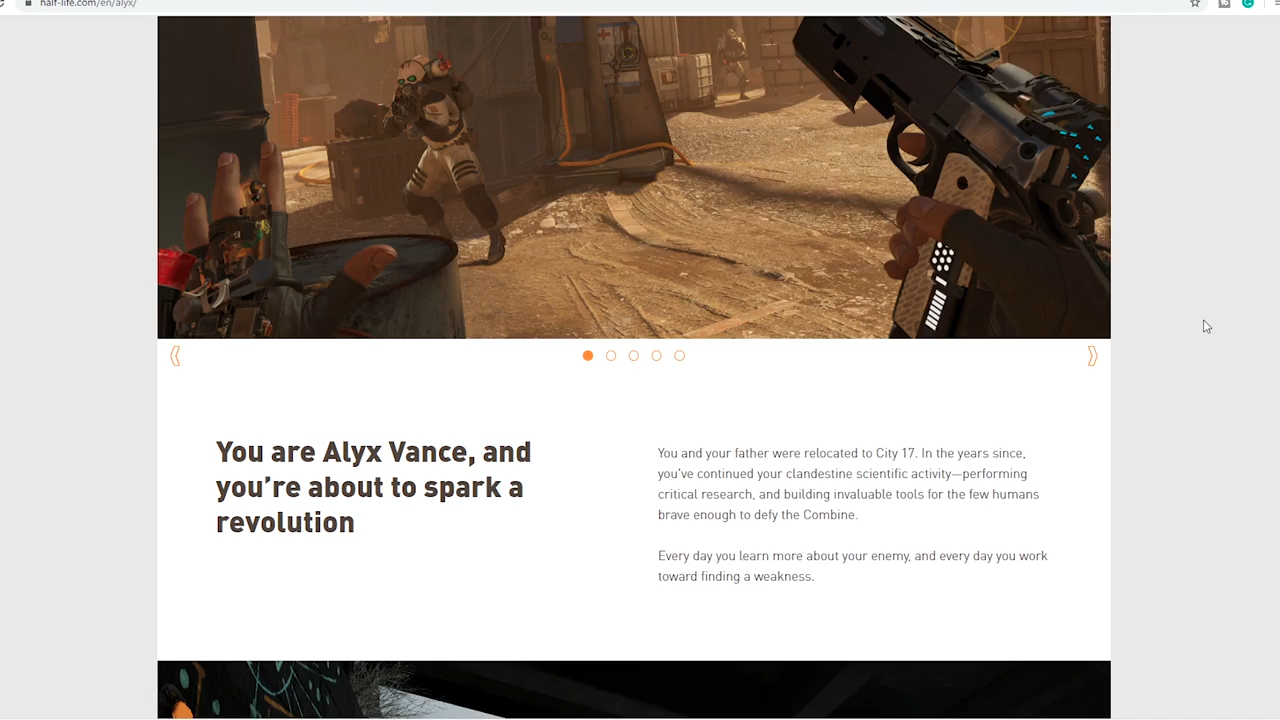 half-life.com/en/alyx/
You are Alyx Vance, and
you're about to spark a
revolution
You and your father were relocated to City 17. In the years since,
you've continued your clandestine scientific activity—performing
critical research, and building invaluable tools for the few humans
brave enough to defy the Combine.
Every day you learn more about your enemy, and every day you work
toward finding a weakness.